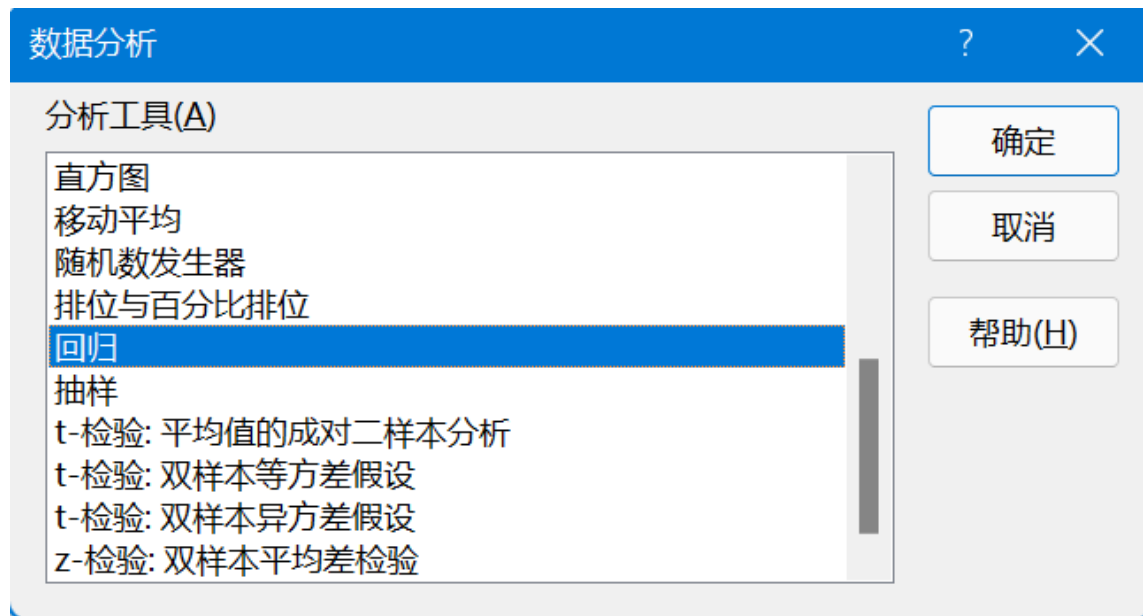 数据分析
分析工具(A)
直方图
移动平均
随机数发生器
排位与百分比排位
回归
抽样
t-检验: 平均值的成对二样本分析
t-检验: 双样本等方差假设
t-检验: 双样本异方差假设
z-检验: 双样本平均差检验
确定
取消
帮助(H)